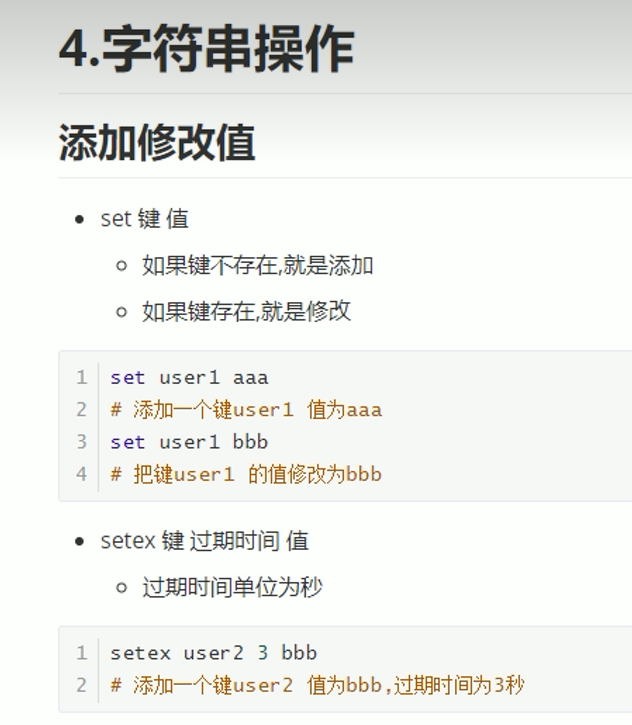 4.字符串操作
添加修改值
set 键 值
如果键不存在,就是添加
如果键存在,就是修改
1 set user1 aaa
2 # 添加一个键user1 值为aaa
3 set user1 bbb
4 # 把键user1 的值修改为bbb
setex 键 过期时间 值
过期时间单位为秒
1 setex user2 3 bbb
2 # 添加一个键user2 值为bbb,过期时间为3秒